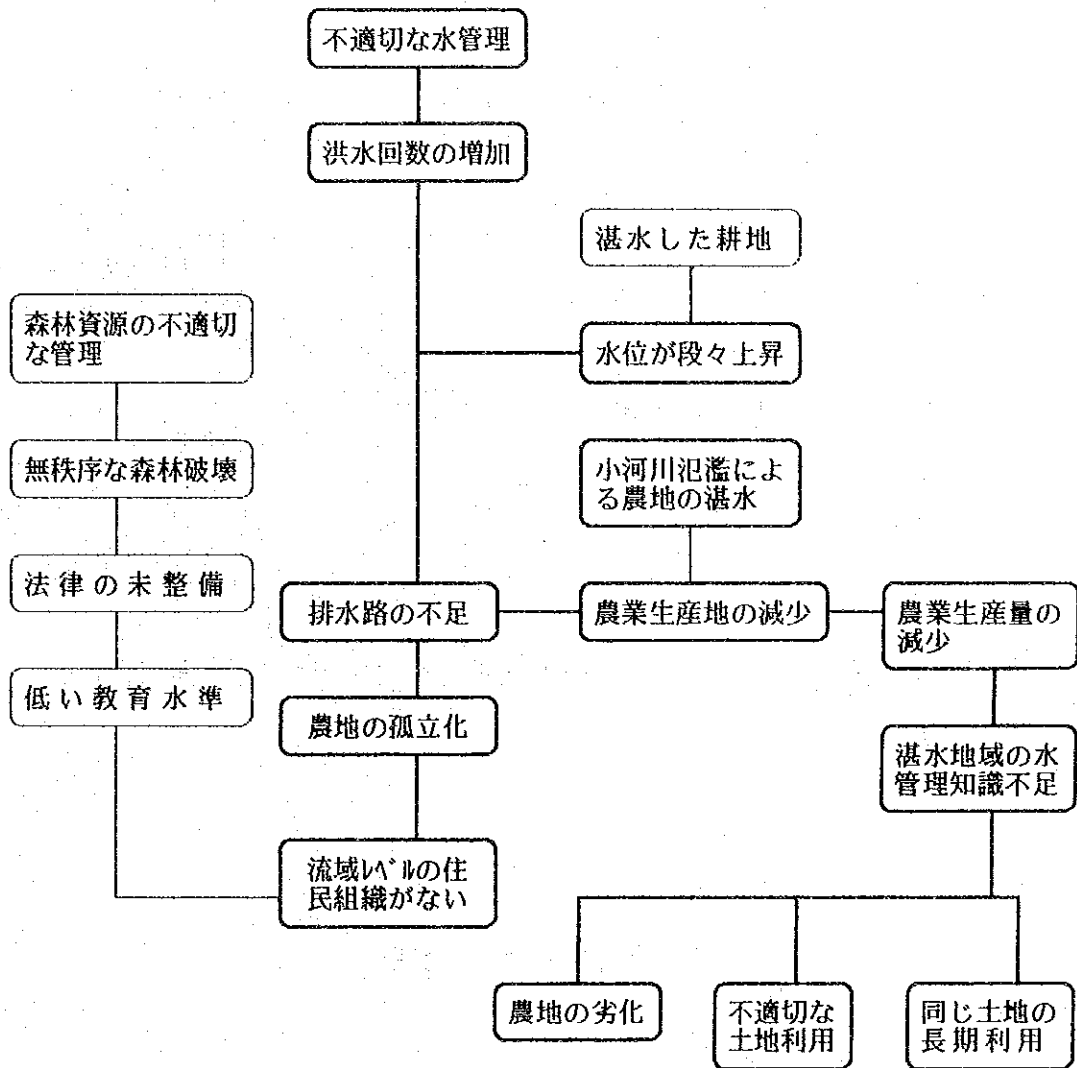 不適切な水管理
洪水回数の増加
湛水した耕地
森林資源の不適切
な管理
水位が段々上昇
無秩序な森林破壊
小河川氾濫によ
る農地の湛水
法律の未整備
排水路の不足
農業生産地の減少
農業生産量の
減少
低い教育水準
農地の孤立化
湛水地域の水
管理知識不足
流域ﾚﾍﾞﾙの住
民組織がない
農地の劣化
不適切な
土地利用
同じ土地の
長期利用